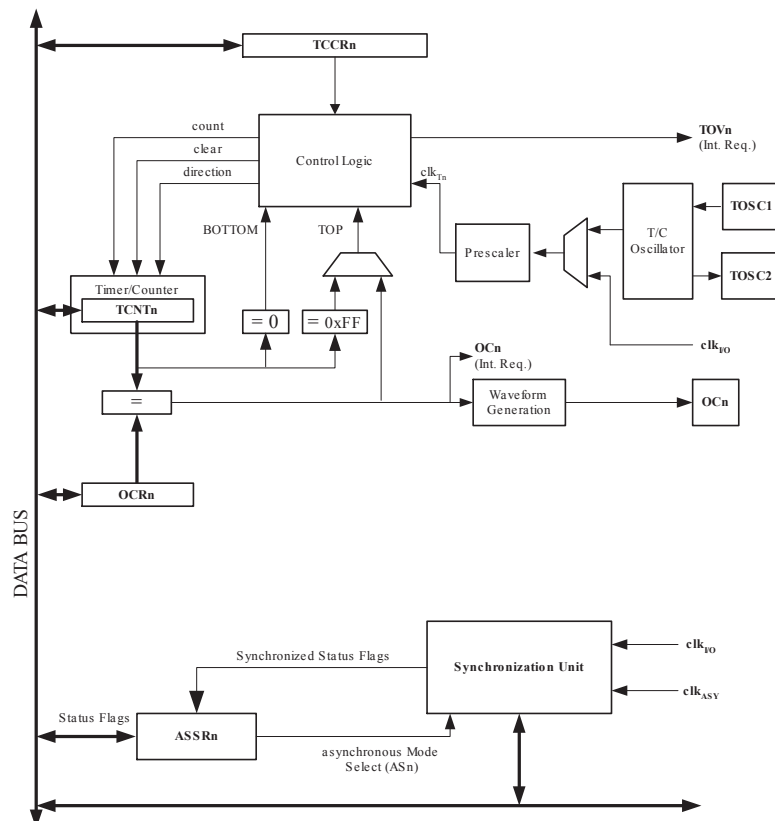 TCCRn
count
clear
direction
Control Logic
TOVn
(Int. Req.)
clkTn
BOTTOM
TOP
Prescaler
T/C
Oscillator
TOSC1
TOSC2
Timer/Counter
TCNTn
= 0
= 0xFF
OCn
(Int. Req.)
clkI/O
=
Waveform
Generation
OCn
OCRn
DATA BUS
Synchronized Status Flags
Synchronization Unit
clkI/O
clkASY
Status Flags
ASSRn
asynchronous Mode
Select (ASn)